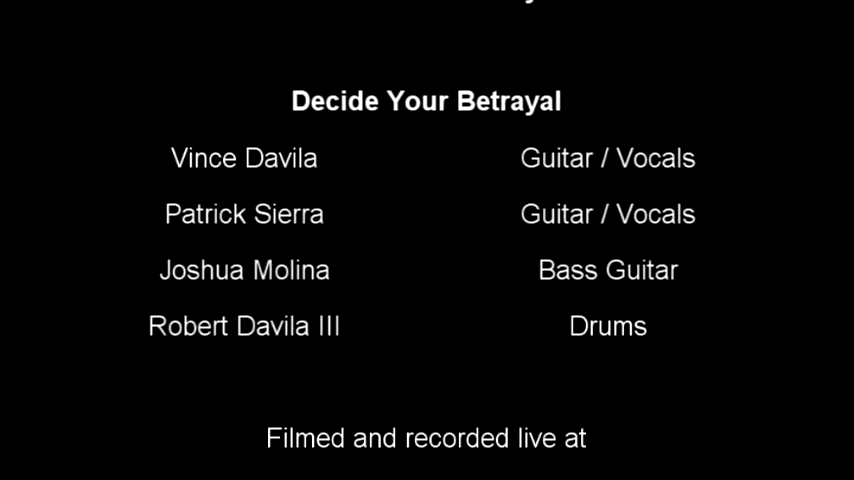 Decide Your Betrayal
Vince Davila Guitar / Vocals
Patrick Sierra Guitar / Vocals
Joshua Molina Bass Guitar
Robert Davila III Drums
Filmed and recorded live at